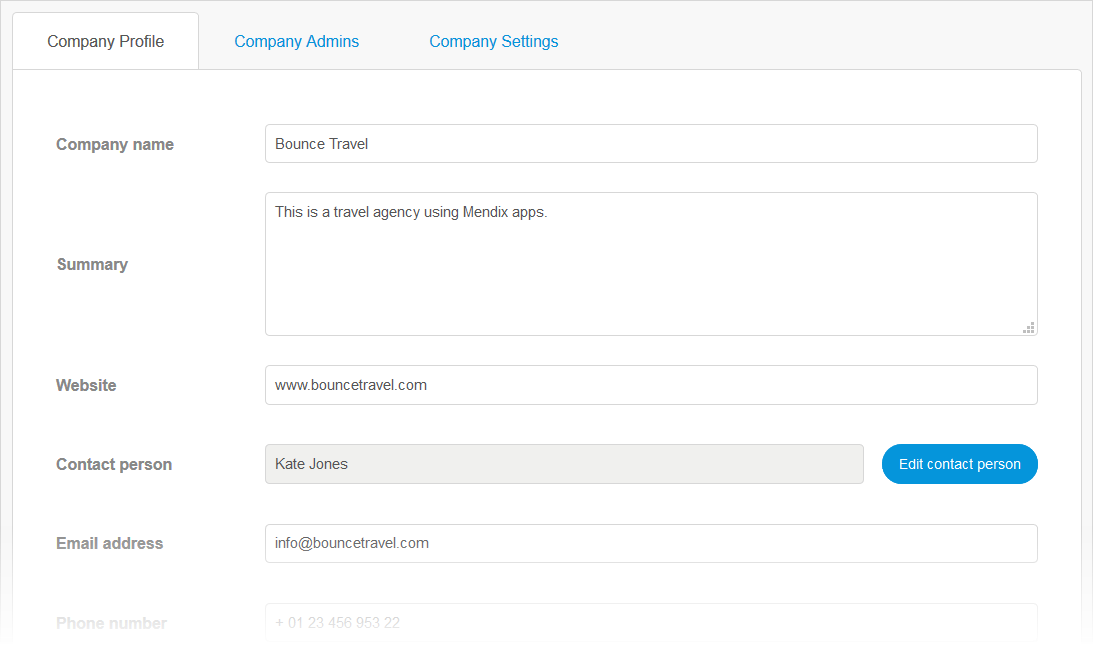 Company Profile Company Admins Company Settings
Company name Bounce Travel
This is a travel agency using Mendix apps.
Summary
Website www.bouncetravel.com
Contact person Kate Jones Edit contact person
Email address info@bouncetravel.com
Phone number + 01 23 456 953 22